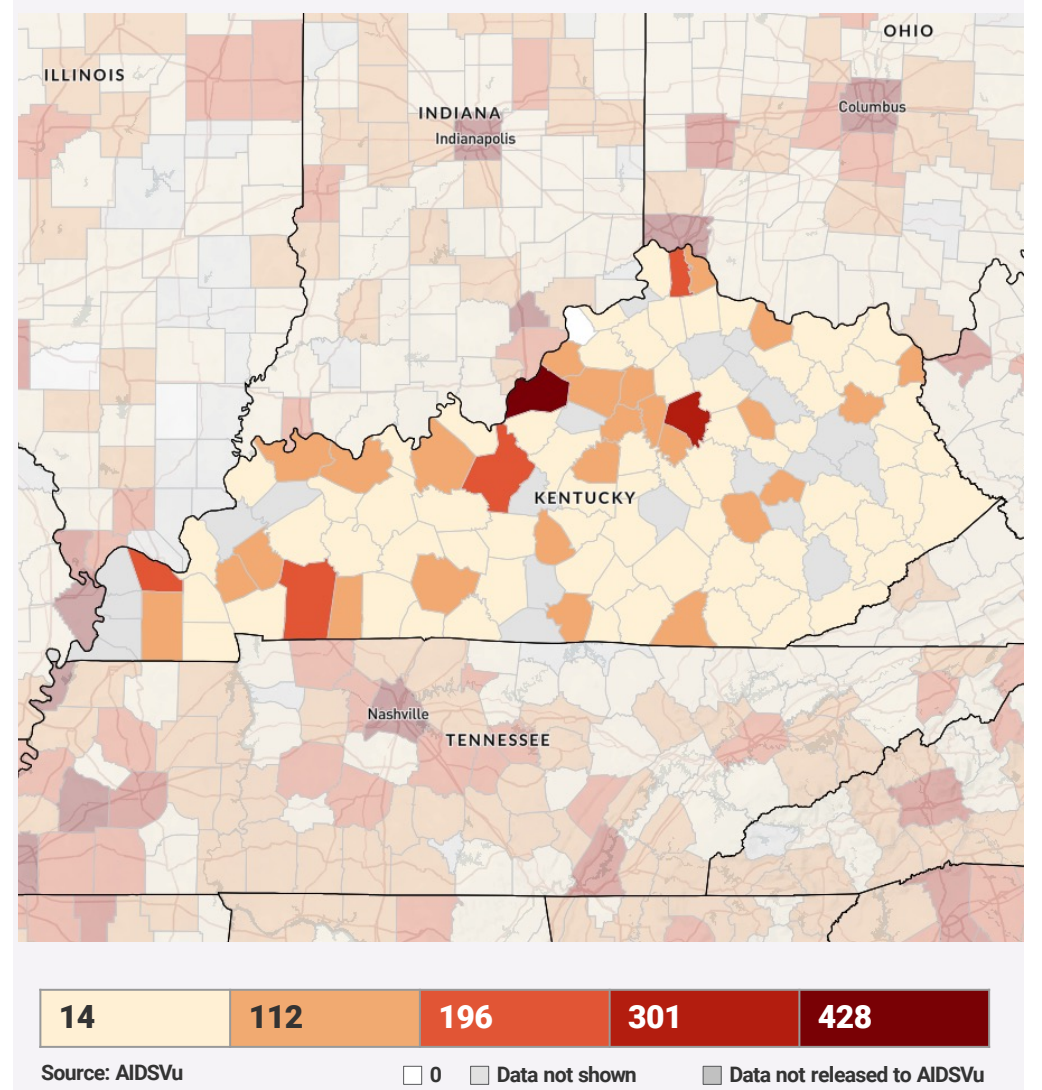 OHIO
ILLINOIS
Columbus
INDIANA
Indianapolis
KENTUCKY
Nashville
TENNESSEE
14 112 196 301 428
Source: AIDSVu 0 Data not shown Data not released to AIDSVu